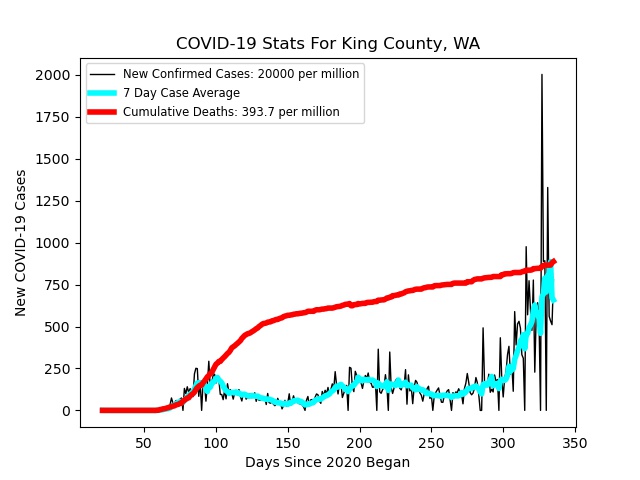 COVID-19 Stats For King County, WA
New Confirmed Cases: 20000 per million
7 Day Case Average
Cumulative Deaths: 393.7 per million
New COVID-19 Cases
2000
1750
1500
1250
1000
750
500
250
0
50 100 150 200 250 300 350
Days Since 2020 Began